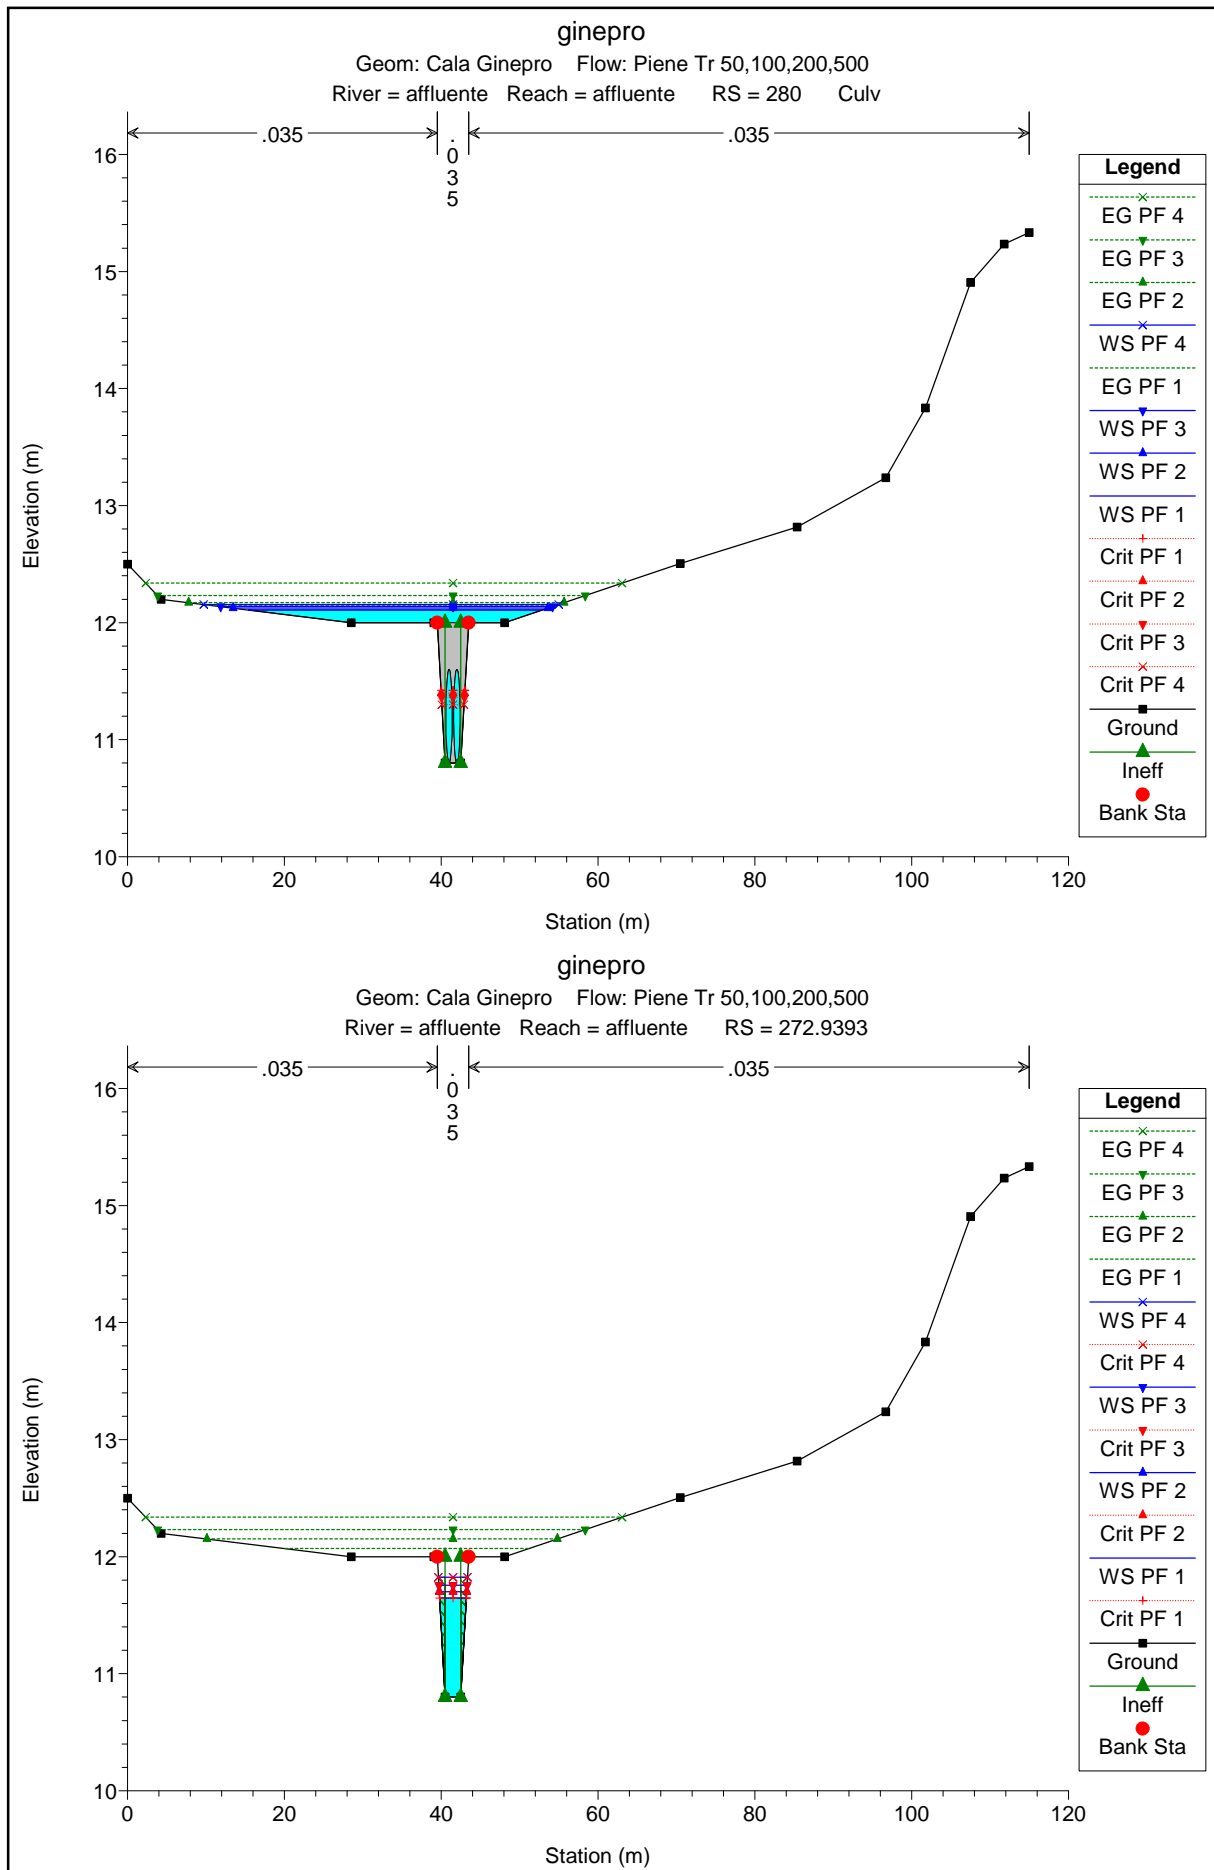 ginepro
Geom: Cala Ginepro    Flow: Piene Tr 50,100,200,500
River = affluente   Reach = affluente      RS = 280      Culv
.035
.035
.035
16
15
14
13
12
11
10
Elevation (m)
0
20
40
60
80
100
120
Station (m)
Legend
EG PF 4
EG PF 3
EG PF 2
WS PF 4
EG PF 1
WS PF 3
WS PF 2
WS PF 1
Crit PF 1
Crit PF 2
Crit PF 3
Crit PF 4
Ground
Ineff
Bank Sta
ginepro
Geom: Cala Ginepro    Flow: Piene Tr 50,100,200,500
River = affluente   Reach = affluente      RS = 272.9393
.035
.035
.035
16
15
14
13
12
11
10
Elevation (m)
0
20
40
60
80
100
120
Station (m)
Legend
EG PF 4
EG PF 3
EG PF 2
EG PF 1
WS PF 4
Crit PF 4
WS PF 3
Crit PF 3
WS PF 2
Crit PF 2
WS PF 1
Crit PF 1
Ground
Ineff
Bank Sta